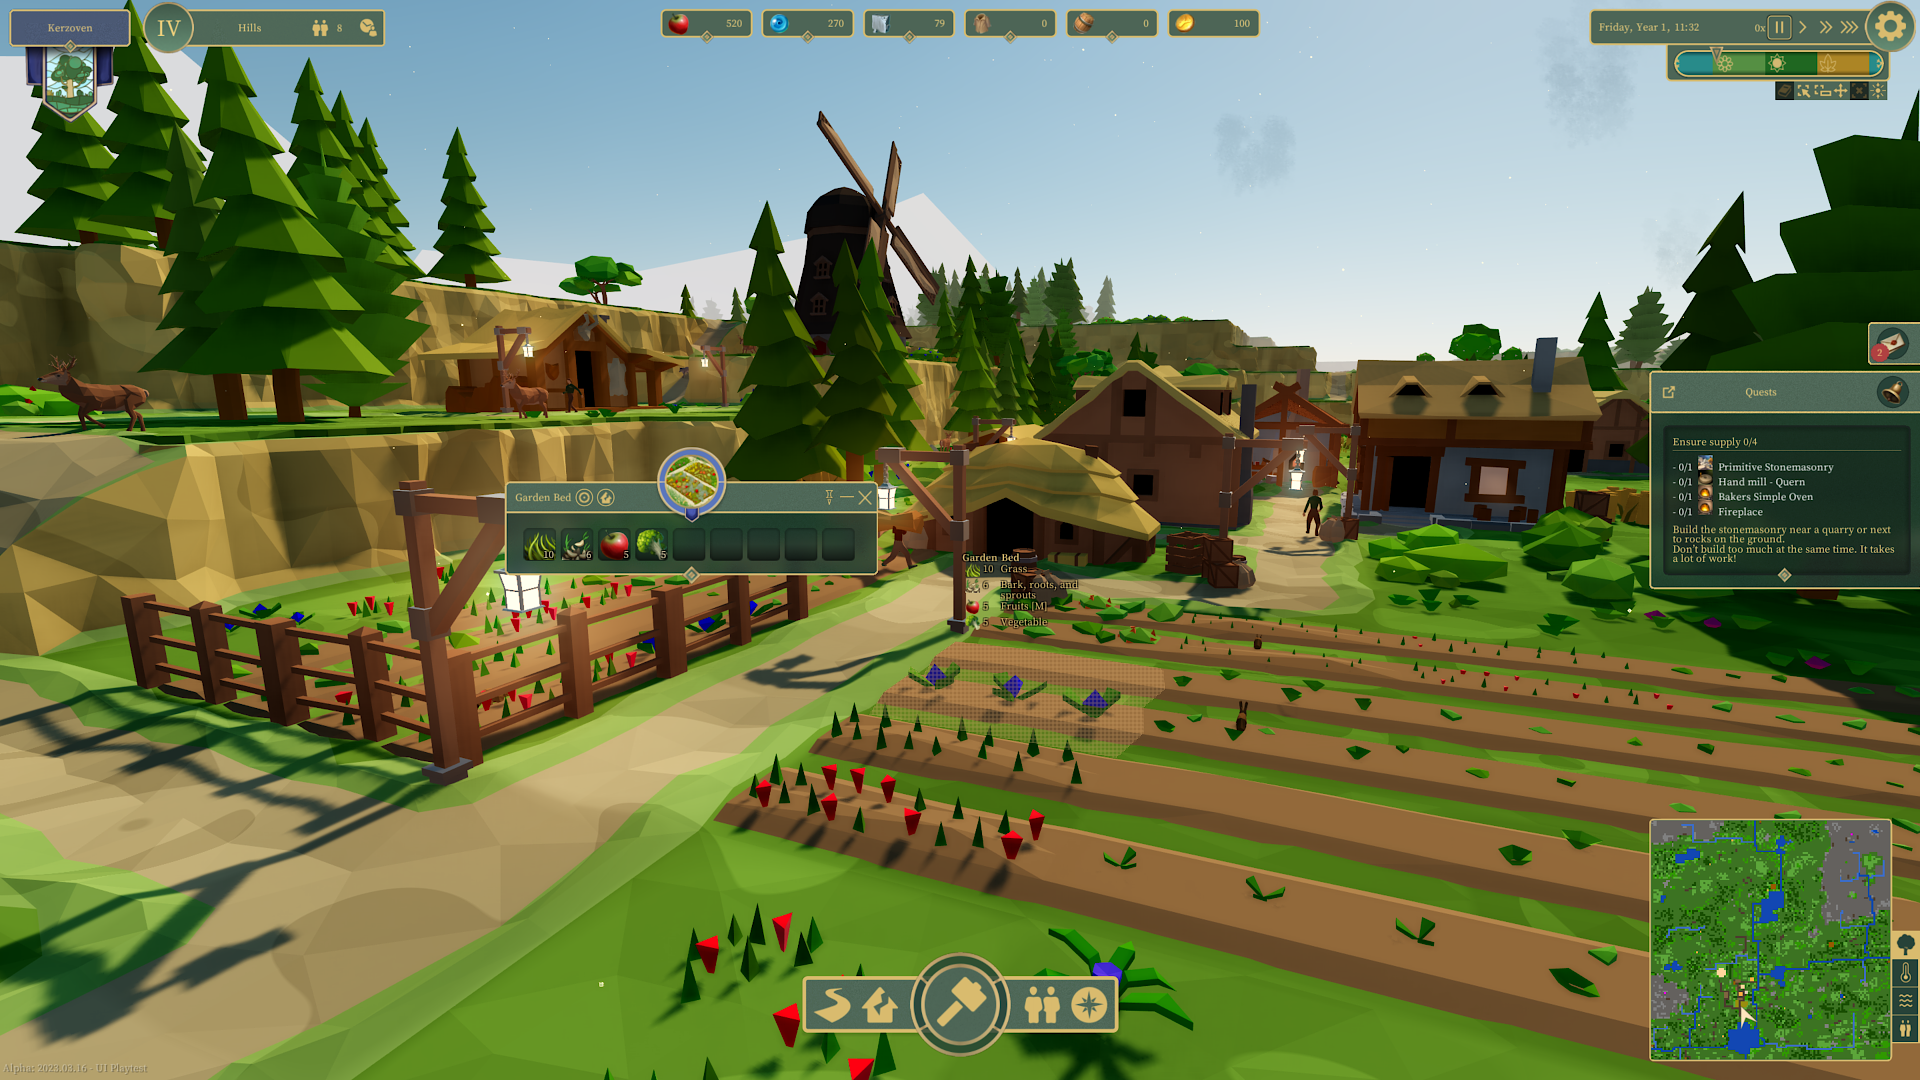 Kerzoven
IV
Hills
8
520
270
79
0
0
100
Friday, Year 1, 11:32
0x
2
Quests
Ensure supply 0/4
- 0/1 Primitive Stonemasonry
- 0/1 Hand mill - Quern
- 0/1 Bakers Simple Oven
- 0/1 Fireplace
Build the stonemasonry near a quarry or next
to rocks on the ground.
Don't build too much at the same time. It takes
a lot of work!
Garden Bed
10
6
5
5
Garden Bed
10 Grass
6 Bark, roots, and
sprouts
5 Fruits [M]
5 Vegetable
Alpha: 2023.03.16 - UI Playtest